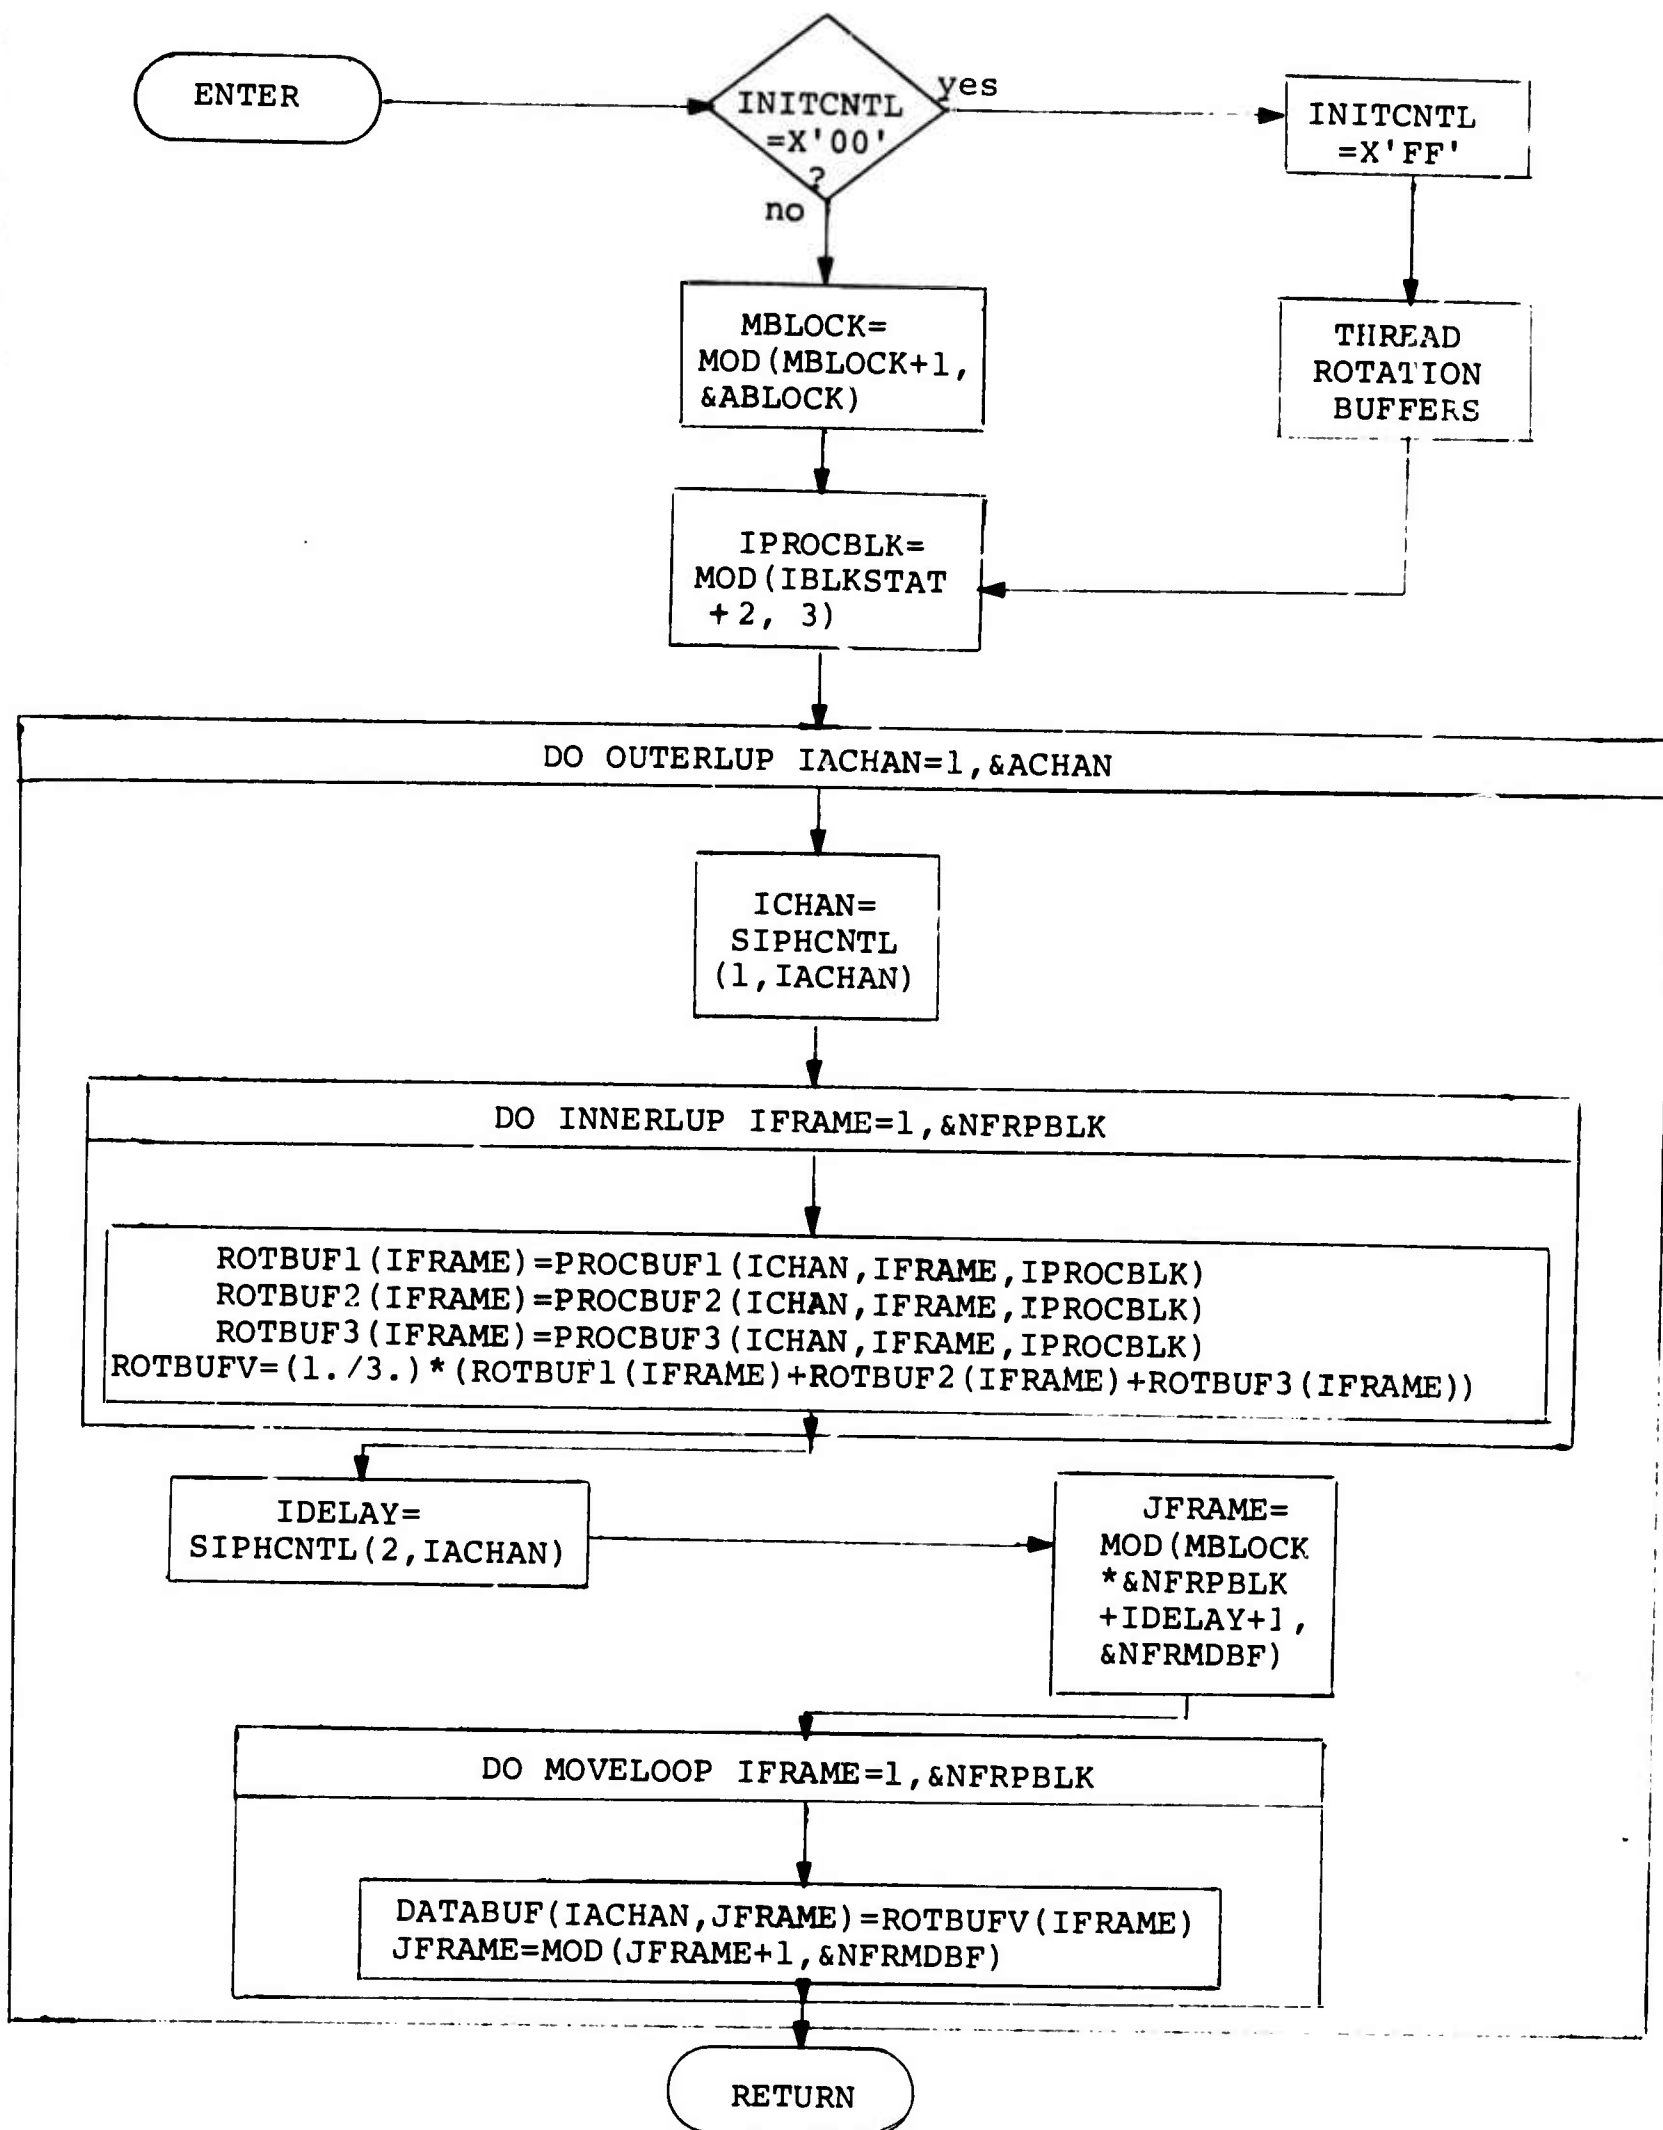 ENTER
INITCNTL
=X'00'
?
yes
no
INITCNTL
=X'FF'
THREAD
ROTATION
BUFFERS
MBLOCK=
MOD(MBLOCK+1,
&ABLOCK)
IPROCBLK=
MOD(IBLKSTAT
+2, 3)
DO OUTERLUP IACHAN=1,&ACHAN
ICHAN=
SIPHCNTL
(1,IACHAN)
DO INNERLUP IFRAME=1,&NFRPBLK
ROTBUF1(IFRAME)=PROCBUF1(ICHAN,IFRAME,IPROCBLK)
ROTBUF2(IFRAME)=PROCBUF2(ICHAN,IFRAME,IPROCBLK)
ROTBUF3(IFRAME)=PROCBUF3(ICHAN,IFRAME,IPROCBLK)
ROTBUFV=(1./3.)*(ROTBUF1(IFRAME)+ROTBUF2(IFRAME)+ROTBUF3(IFRAME))
IDELAY=
SIPHCNTL(2,IACHAN)
JFRAME=
MOD(MBLOCK
*&NFRPBLK
+IDELAY+1,
&NFRMDBF)
DO MOVELOOP IFRAME=1,&NFRPBLK
DATABUF(IACHAN,JFRAME)=ROTBUFV(IFRAME)
JFRAME=MOD(JFRAME+1,&NFRMDBF)
RETURN